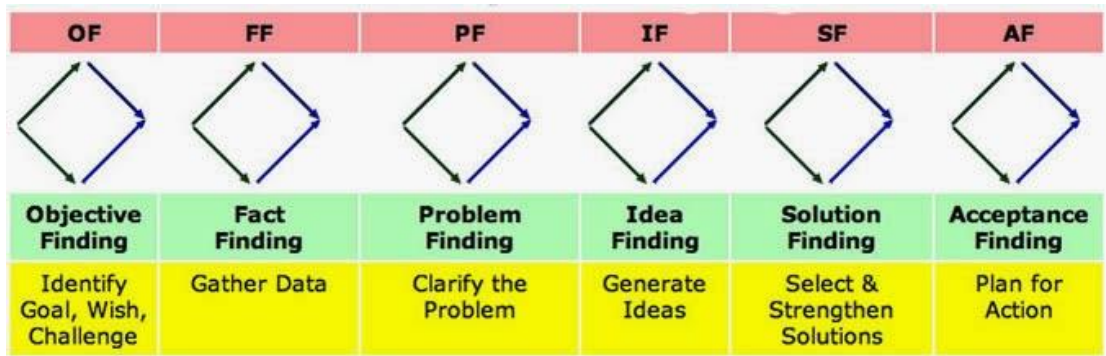 OF
FF
PF
IF
SF
AF
Objective
Finding
Fact
Finding
Problem
Finding
Idea
Finding
Solution
Finding
Acceptance
Finding
Identify
Goal, Wish,
Challenge
Gather Data
Clarify the
Problem
Generate
Ideas
Select &
Strengthen
Solutions
Plan for
Action